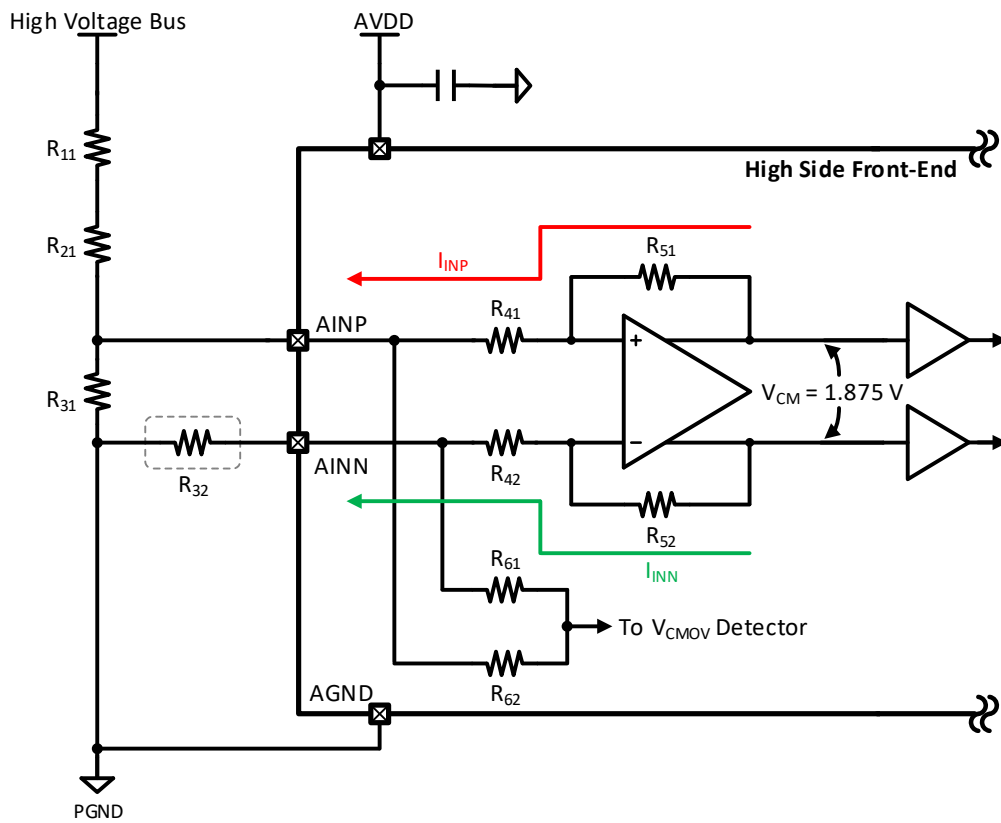 High Voltage Bus
AVDD
R11
High Side Front-End
R21
R51
IINP
AINP
R41
+
VCM = 1.875 V
R31
−
R32
AINN
R42
R52
IINN
R61
To VCMOV Detector
R62
AGND
PGND